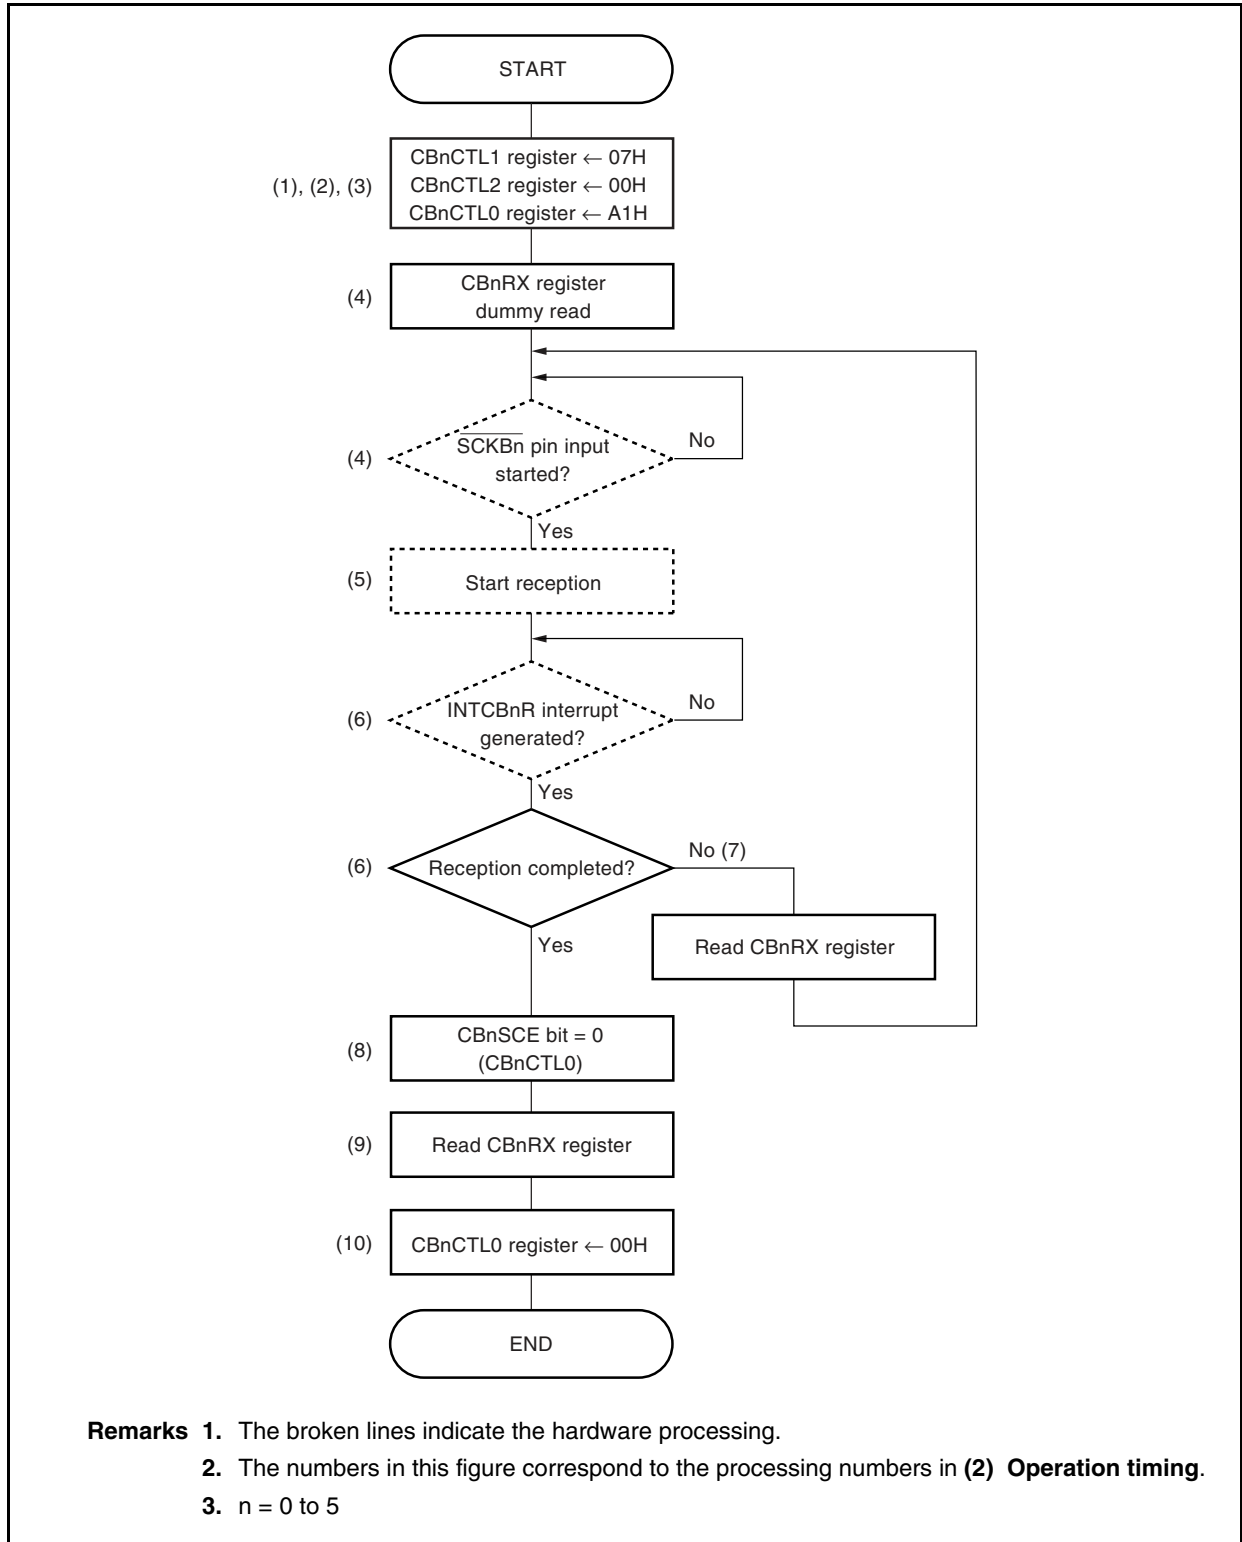 START
(1), (2), (3)
CBnCTL1 register ← 07H
CBnCTL2 register ← 00H
CBnCTL0 register ← A1H
(4)
CBnRX register
dummy read
(4)
SCKBn pin input
started?
No
Yes
(5)
Start reception
(6)
INTCBnR interrupt
generated?
No
Yes
(6)
Reception completed?
No (7)
Read CBnRX register
Yes
(8)
CBnSCE bit = 0
(CBnCTL0)
(9)
Read CBnRX register
(10)
CBnCTL0 register ← 00H
END
Remarks 1. The broken lines indicate the hardware processing.
2. The numbers in this figure correspond to the processing numbers in (2) Operation timing.
3. n = 0 to 5